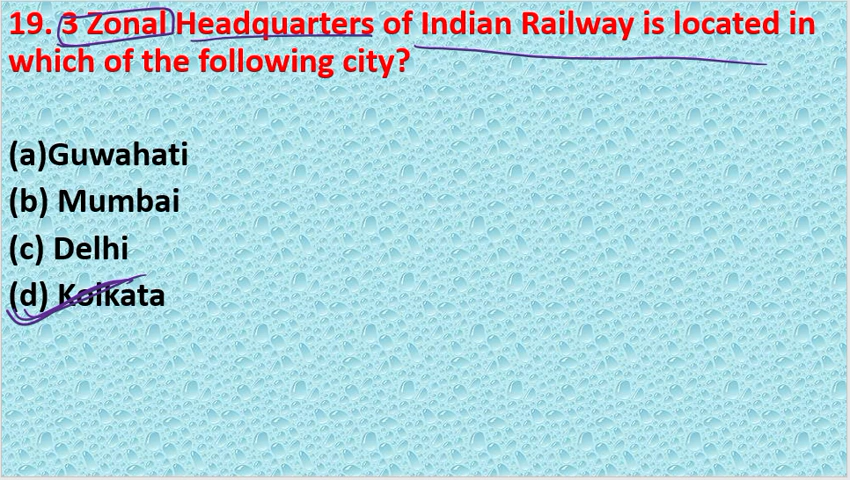 19. 3 Zonal Headquarters of Indian Railway is located in
which of the following city?
(a)Guwahati
(b) Mumbai
(c) Delhi
(d) Kolkata